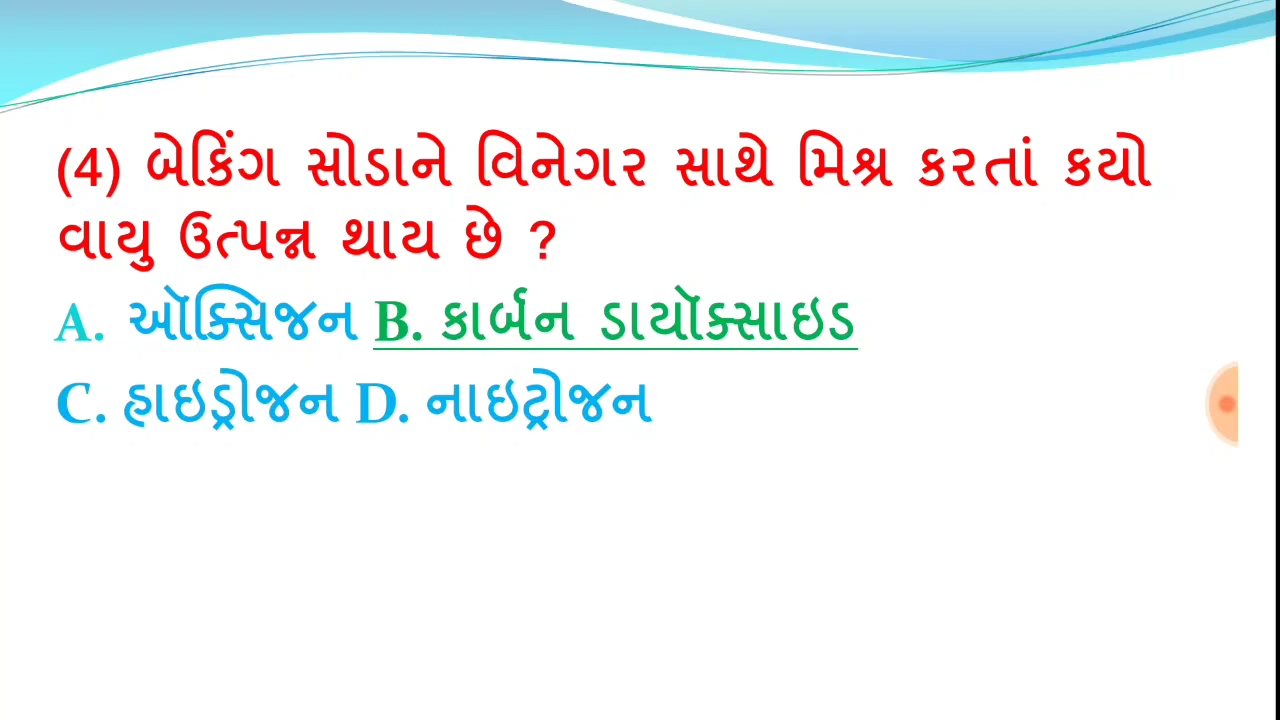 (4) બેકિંગ સોડાને વિનેગર સાથે મિશ્ર કરતાં કયો
વાયુ ઉત્પન્ન થાય છે ?
A. ઑક્સિજન B. કાર્બન ડાયૉક્સાઇડ
C. હાઇડ્રોજન D. નાઇટ્રોજન